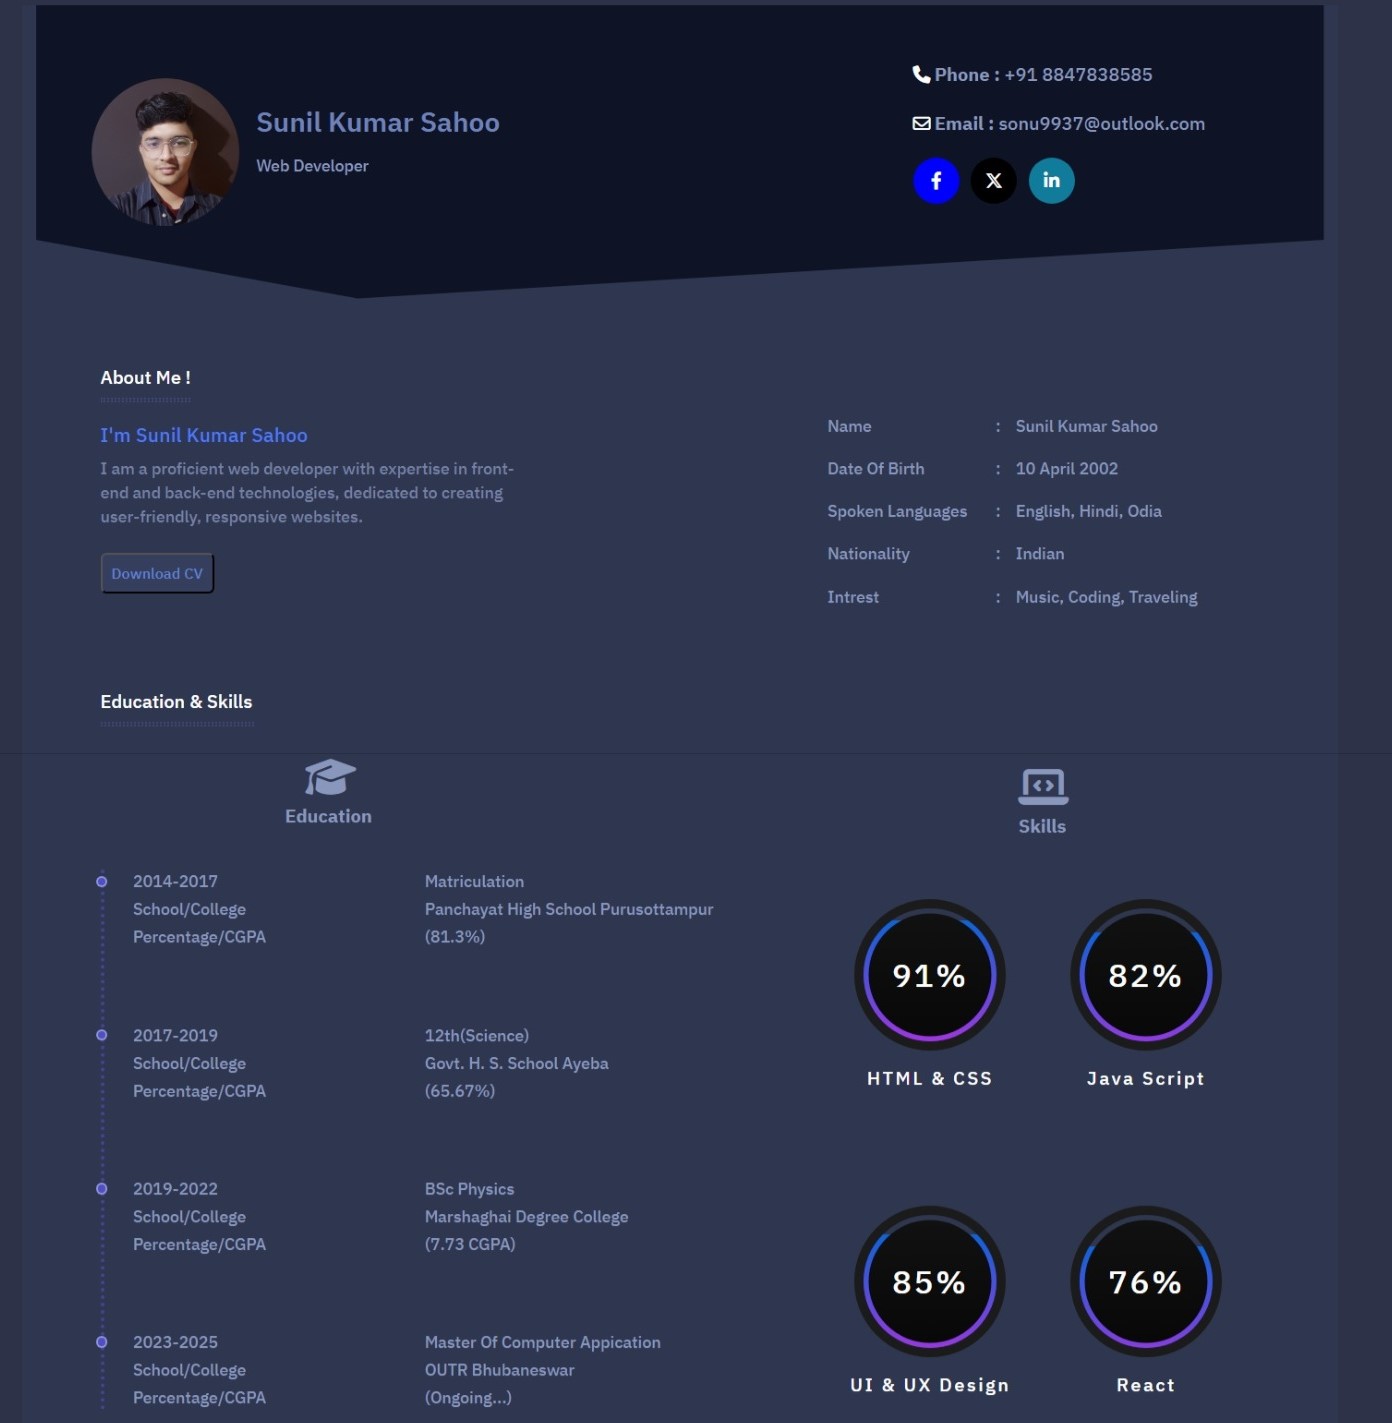 Sunil Kumar Sahoo
Web Developer
Phone : +91 8847838585
Email : sonu9937@outlook.com
f X in
About Me !
I'm Sunil Kumar Sahoo
I am a proficient web developer with expertise in front-
end and back-end technologies, dedicated to creating
user-friendly, responsive websites.
Download CV
Name : Sunil Kumar Sahoo
Date Of Birth : 10 April 2002
Spoken Languages : English, Hindi, Odia
Nationality : Indian
Intrest : Music, Coding, Traveling
Education & Skills
Education
2014-2017 Matriculation
School/College Panchayat High School Purusottampur
Percentage/CGPA (81.3%)
2017-2019 12th(Science)
School/College Govt. H. S. School Ayeba
Percentage/CGPA (65.67%)
2019-2022 BSc Physics
School/College Marshaghai Degree College
Percentage/CGPA (7.73 CGPA)
2023-2025 Master Of Computer Appication
School/College OUTR Bhubaneswar
Percentage/CGPA (Ongoing...)
Skills
91% 82%
HTML & CSS Java Script
85% 76%
UI & UX Design React